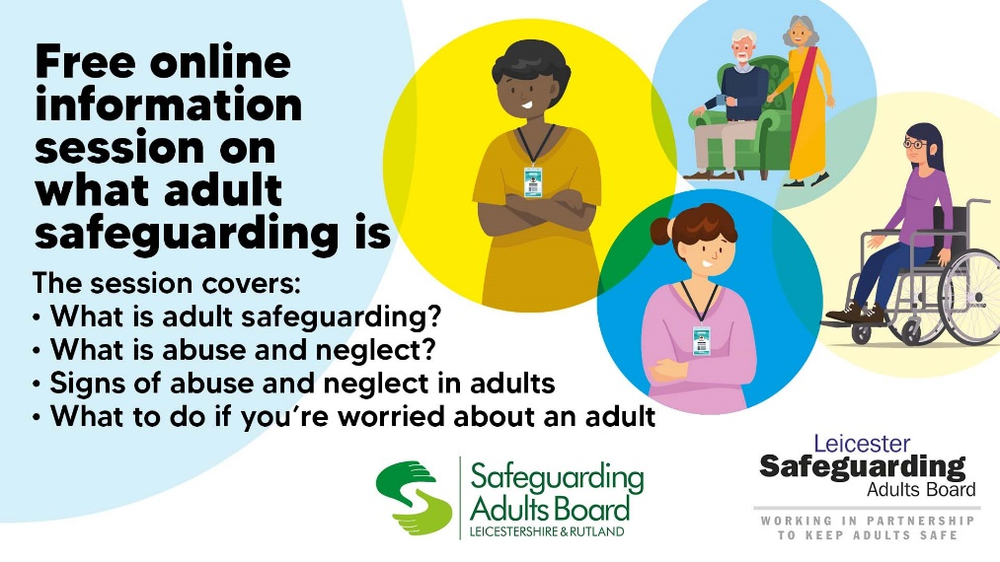 Free online
information
session on
what adult
safeguarding is
The session covers:
• What is adult safeguarding?
• What is abuse and neglect?
• Signs of abuse and neglect in adults
• What to do if you're worried about an adult
Safeguarding
Adults Board
LEICESTERSHIRE & RUTLAND
Leicester
Safeguarding
Adults Board
WORKING IN PARTNERSHIP
TO KEEP ADULTS SAFE